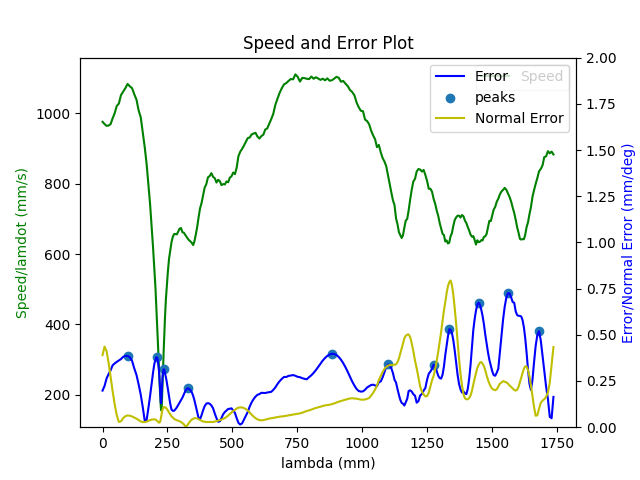 Speed and Error Plot
Speed/lamdot (mm/s)
1000
800
600
400
200
Error
Speed
peaks
Normal Error
2.00
1.75
1.50
1.25
1.00
0.75
0.50
0.25
0.00
Error/Normal Error (mm/deg)
0 250 500 750 1000 1250 1500 1750
lambda (mm)